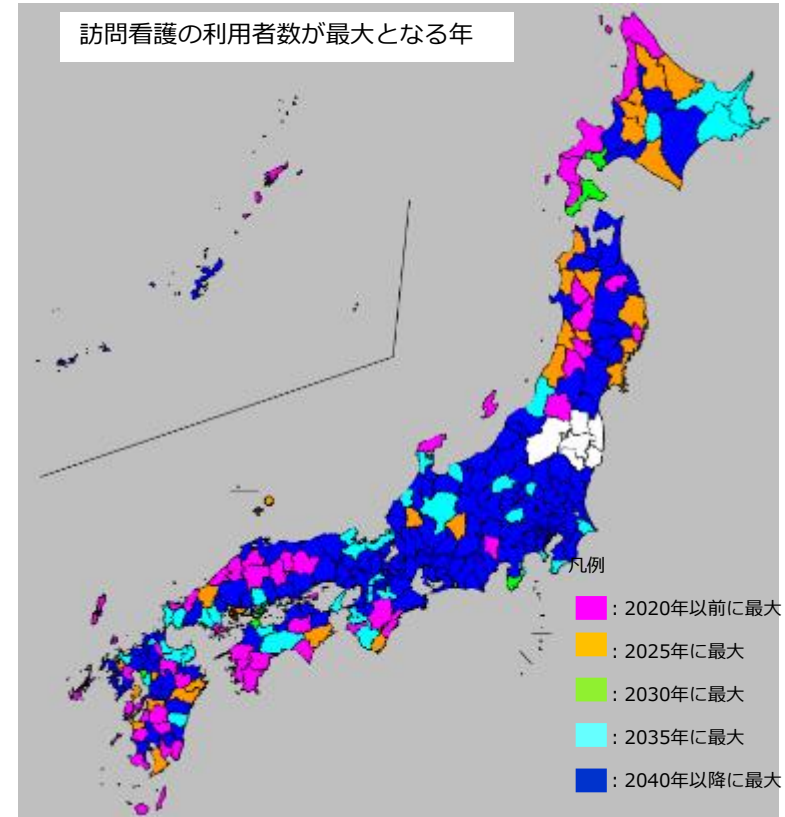 訪問看護の利用者数が最大となる年
凡例
：2020年以前に最大
：2025年に最大
：2030年に最大
：2035年に最大
：2040年以降に最大